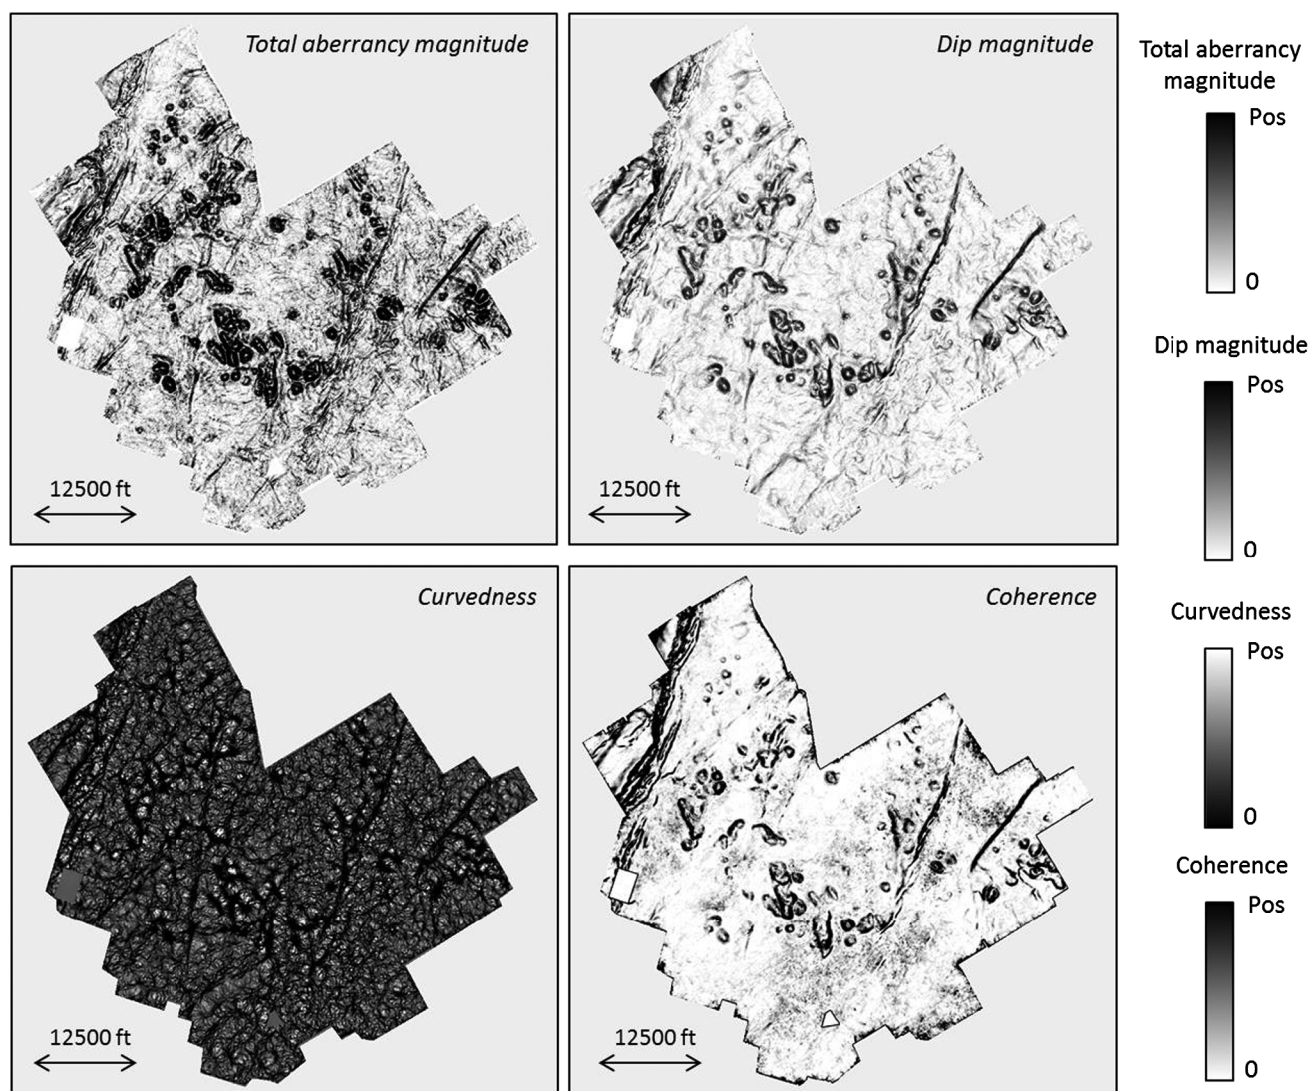 Total aberrancy magnitude
12500 ft
Dip magnitude
12500 ft
Curvedness
12500 ft
Coherence
12500 ft
Total aberrancy
magnitude
Pos
0
Dip magnitude
Pos
0
Curvedness
Pos
0
Coherence
Pos
0